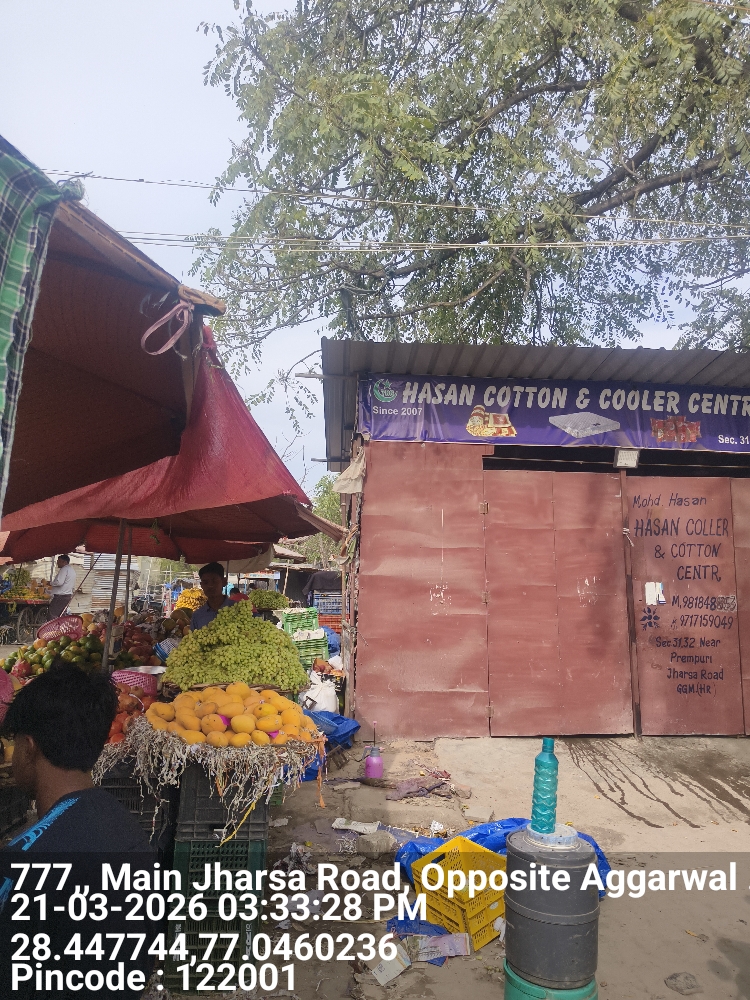 HASAN COTTON & COOLER CENTR
Since 2007
Sec. 31
Mohd Hasan
HASAN COLLER
& COTTON
CENTR,
M,981848
9717159049
Sec 31,32 Near
Prempuri
Jharsa Road
GGM.(HR)
777,, Main Jharsa Road, Opposite Aggarwal
21-03-2026 03:33:28 PM
28.447744,77.0460236
Pincode : 122001